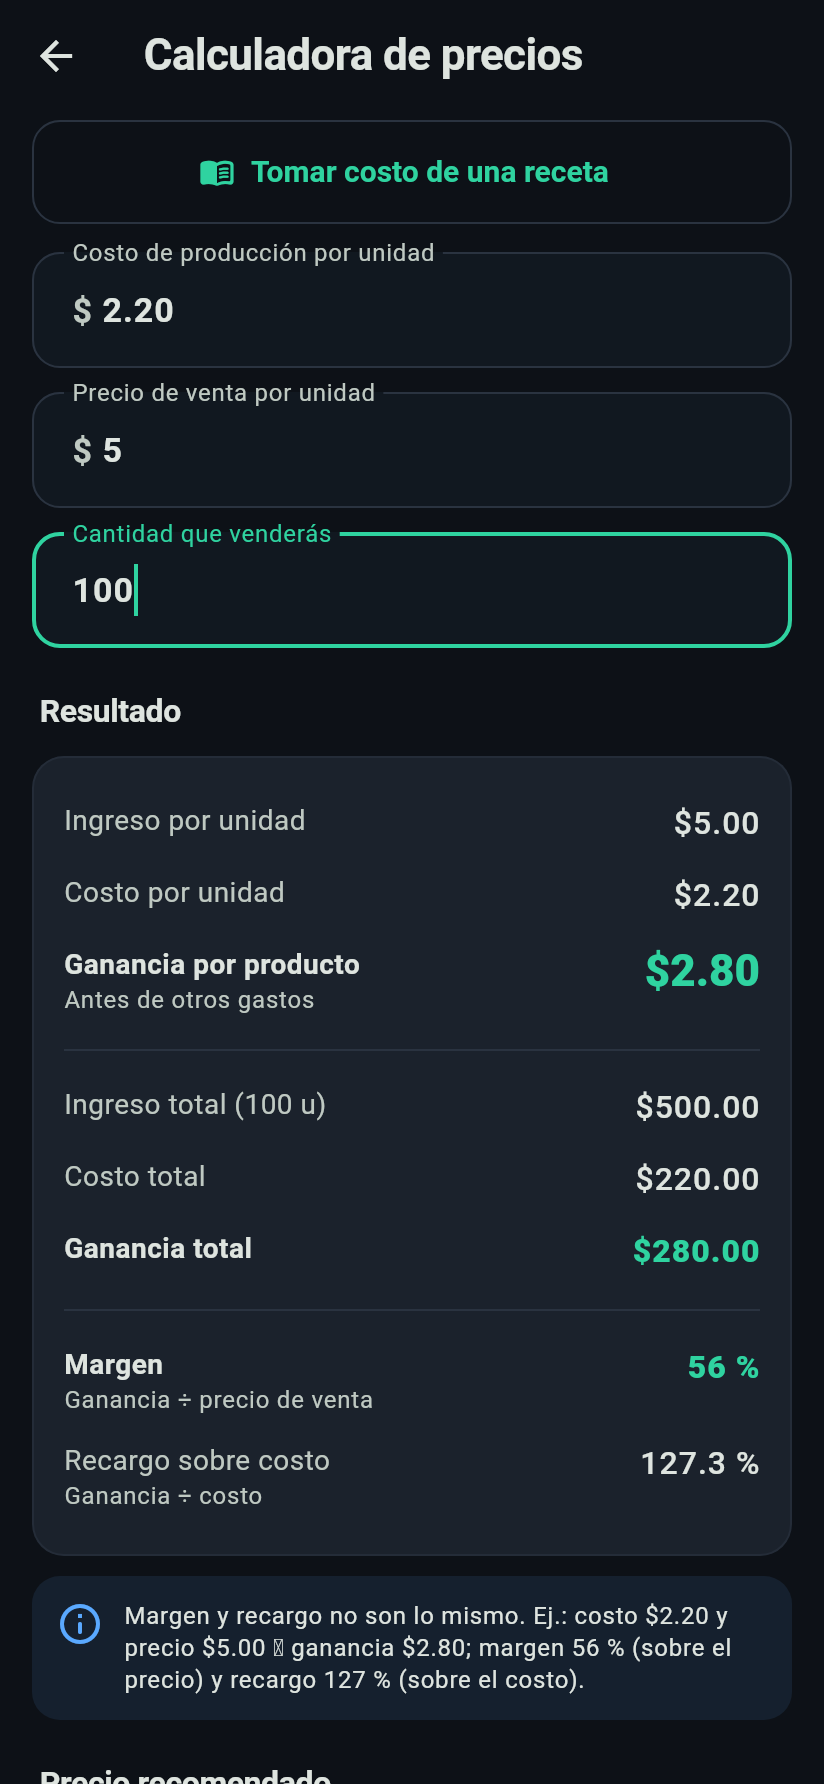 Calculadora de precios
Tomar costo de una receta
Costo de producción por unidad
$ 2.20
Precio de venta por unidad
$ 5
Cantidad que venderás
100
Resultado
Ingreso por unidad $5.00
Costo por unidad $2.20
Ganancia por producto $2.80
Antes de otros gastos
Ingreso total (100 u) $500.00
Costo total $220.00
Ganancia total $280.00
Margen 56 %
Ganancia ÷ precio de venta
Recargo sobre costo 127.3 %
Ganancia ÷ costo
Margen y recargo no son lo mismo. Ej.: costo $2.20 y
precio $5.00 ganancia $2.80; margen 56 % (sobre el
precio) y recargo 127 % (sobre el costo).
Precio recomendado